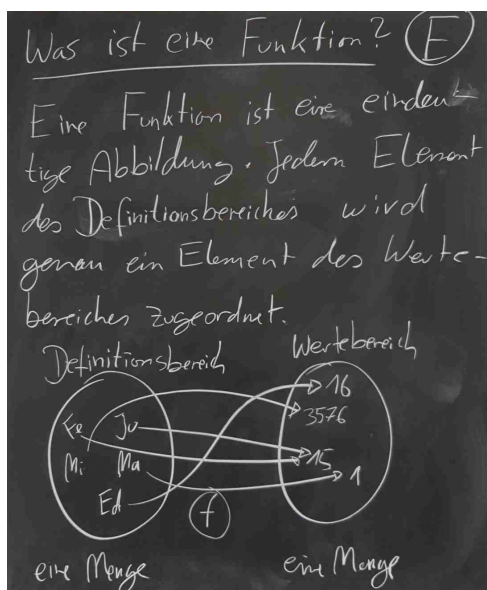 Was ist eine Funktion? E
Eine Funktion ist eine eindeu-
tige Abbildung. Jedem Element
des Definitionsbereiches wird
genau ein Element des Werte-
bereiches zugeordnet.
Definitionsbereich Wertebereich
16
3576
Fe Ju
15
Mi Ma
1
Ed
f
eine Menge eine Menge